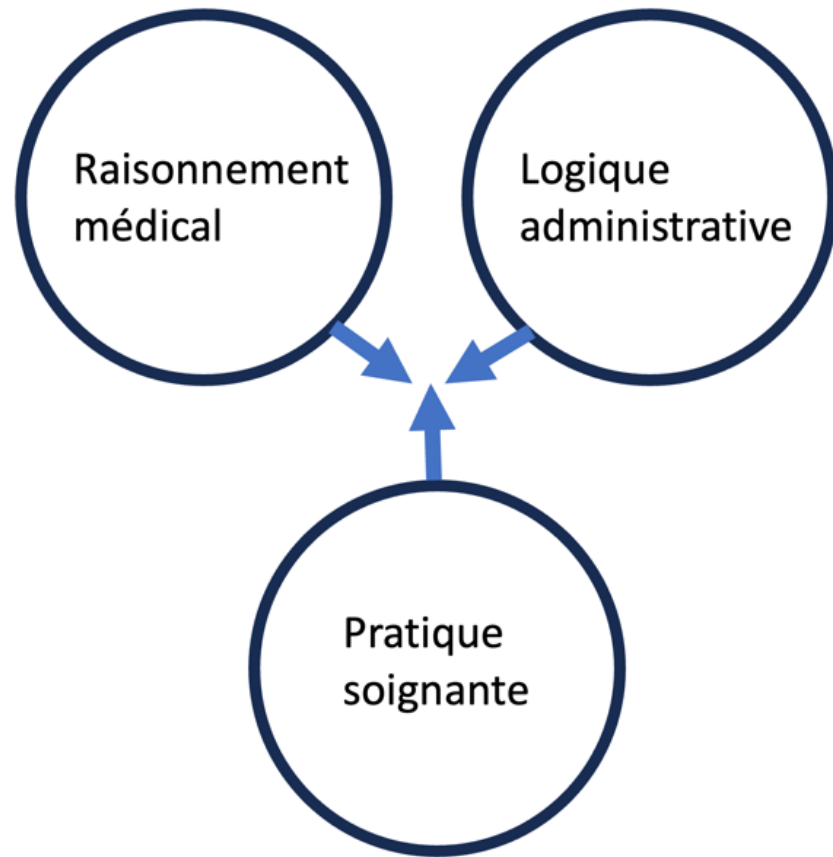 Raisonnement
médical
Logique
administrative
Pratique
soignante